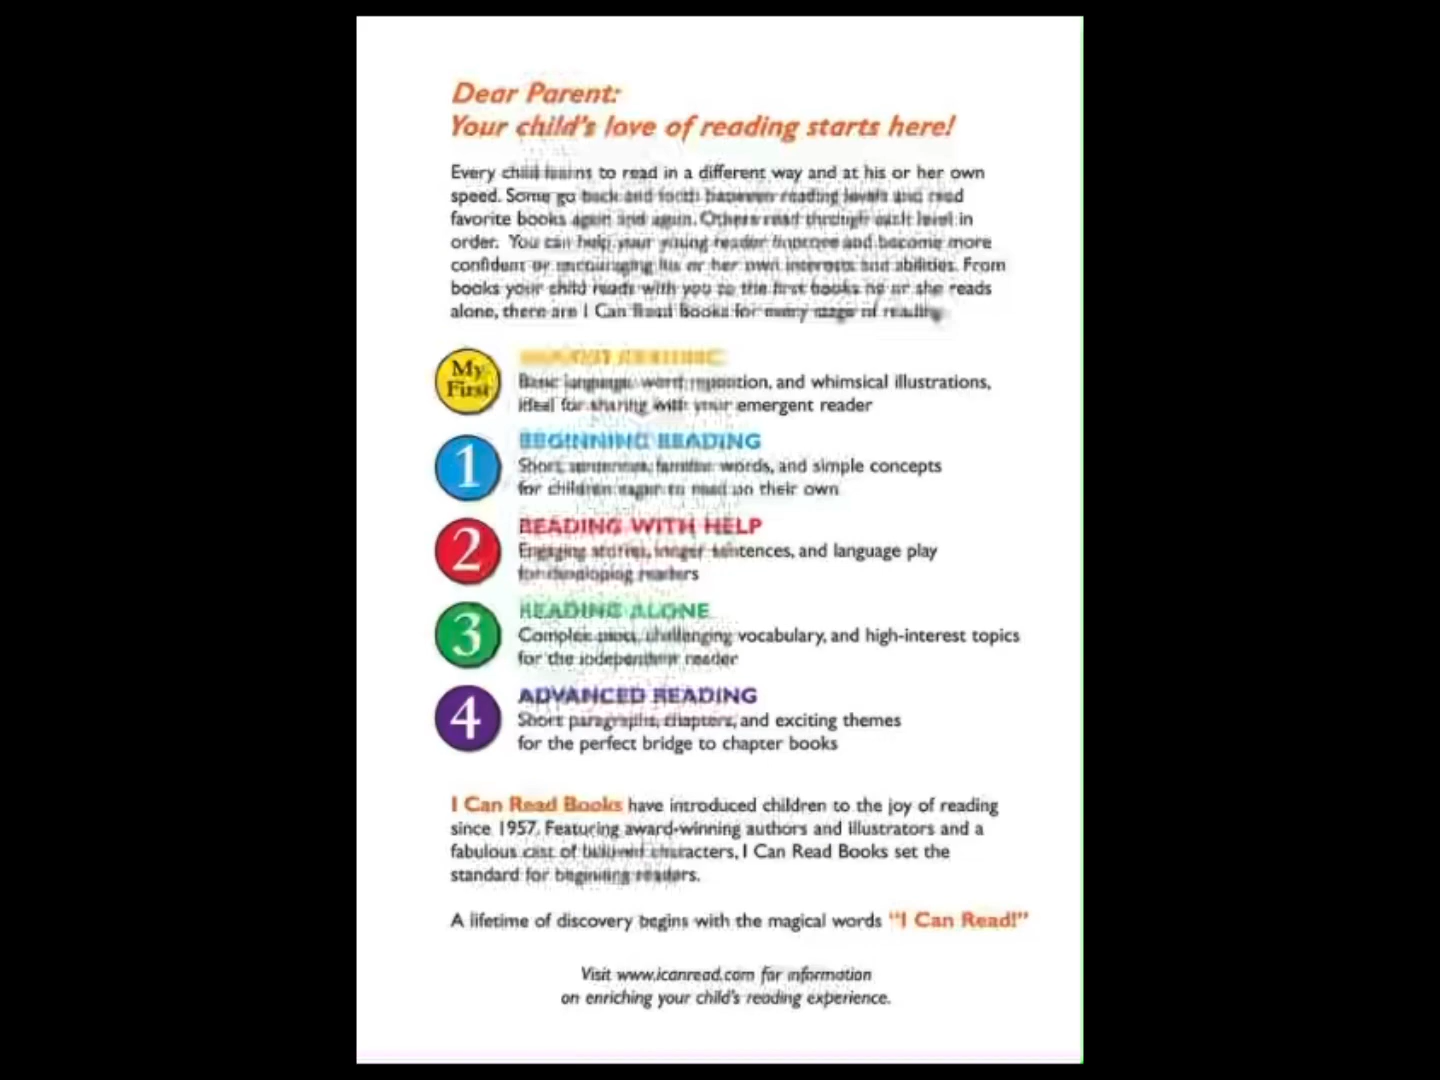 Dear Parent:
Your child's love of reading starts here!
Every child learns to read in a different way and at his or her own
speed. Some go back and forth between reading levels and read
favorite books again and again. Others read through each level in
order. You can help your young reader improve and become more
confident by encouraging his or her own interests and abilities. From
books your child reads with you to the first books he or she reads
alone, there are I Can Read Books for every stage of reading:
My
First
Basic language, word repetition, and whimsical illustrations,
ideal for sharing with your emergent reader
1
BEGINNING READING
Short sentences, familiar words, and simple concepts
for children eager to read on their own
2
READING WITH HELP
Engaging stories, longer sentences, and language play
for developing readers
3
READING ALONE
Complex plots, challenging vocabulary, and high-interest topics
for the independent reader
4
ADVANCED READING
Short paragraphs, chapters, and exciting themes
for the perfect bridge to chapter books
I Can Read Books have introduced children to the joy of reading
since 1957. Featuring award-winning authors and illustrators and a
fabulous cast of beloved characters, I Can Read Books set the
standard for beginning readers.
A lifetime of discovery begins with the magical words "I Can Read!"
Visit www.icanread.com for information
on enriching your child's reading experience.